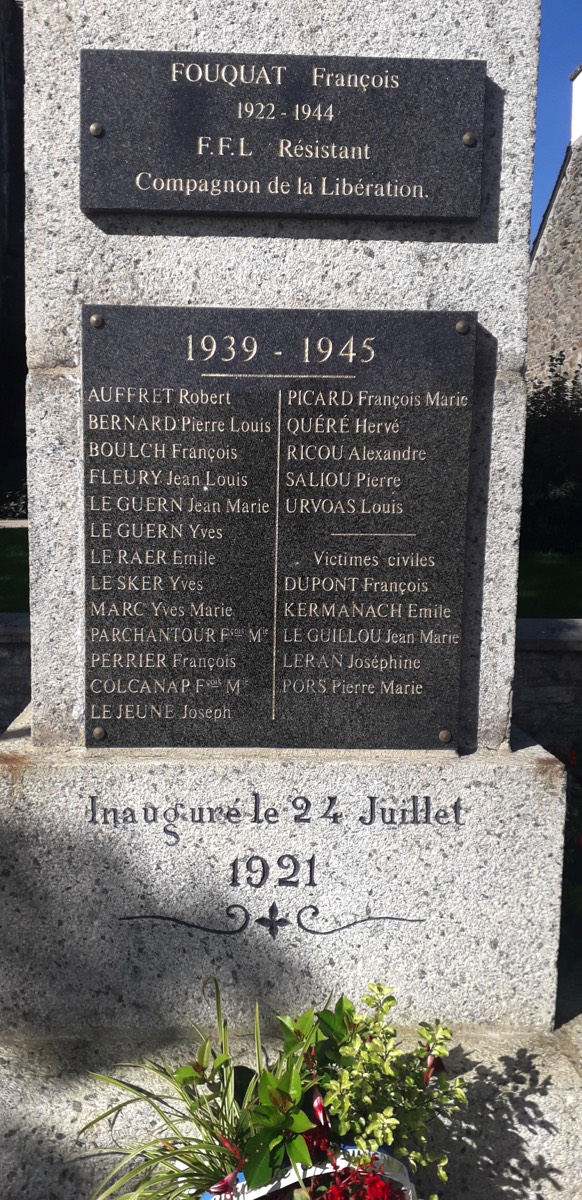 FOUQUAT François
1922 - 1944
F.F.L Résistant
Compagnon de la Libération.
1939 - 1945
AUFFRET Robert
BERNARD Pierre Louis
BOULCH François
FLEURY Jean Louis
LE GUERN Jean Marie
LE GUERN Yves
LE RAER Emile
LE SKER Yves
MARC Yves Marie
PARCHANTOUR Fçois Mie
PERRIER François
COLCANAP Fçois Mie
LE JEUNE Joseph
PICARD François Marie
QUÉRÉ Hervé
RICOU Alexandre
SALIOU Pierre
URVOAS Louis
Victimes civiles
DUPONT François
KERMANACH Emile
LE GUILLOU Jean Marie
LERAN Joséphine
PORS Pierre Marie
Inauguré le 24 Juillet
1921